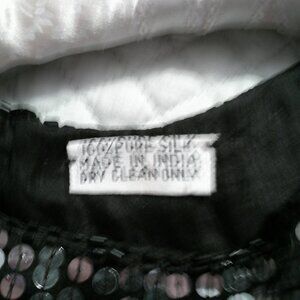 100% PURE SILK
MADE IN INDIA
DRY CLEAN ONLY